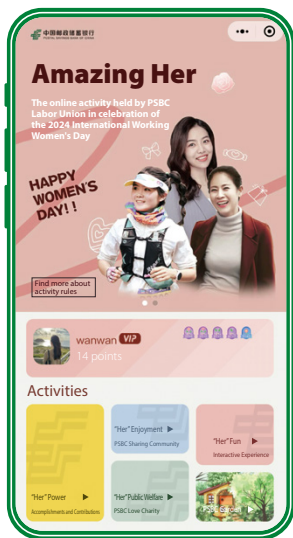 中国邮政储蓄银行
POSTAL SAVINGS BANK OF CHINA
Amazing Her
The online activity held by PSBC
Labor Union in celebration of
the 2024 International Working
Women's Day
HAPPY
WOMEN'S
DAY! !
Find more about
activity rules
wanwan VIP
14 points
Activities
"Her" Enjoyment
PSBC Sharing Community
"Her" Fun
Interactive Experience
"Her" Power
Accomplishments and Contributions
"Her" Public Welfare
PSBC Love Charity
PSBC Garden